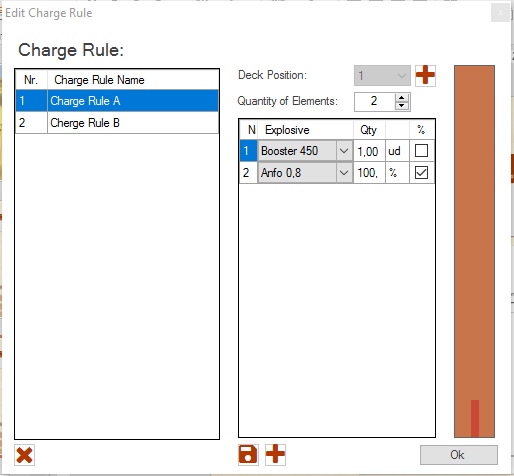 Edit Charge Rule
Charge Rule:
Nr. Charge Rule Name
1 Charge Rule A
2 Cherge Rule B
Deck Position: 1
Quantity of Elements: 2
N Explosive Qty %
1 Booster 450 1,00 ud
2 Anfo 0,8 100, %
Ok